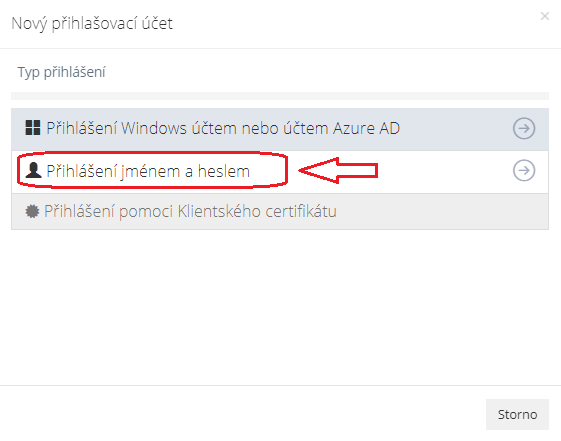 Nový přihlašovací účet
Typ přihlášení
Přihlášení Windows účtem nebo účtem Azure AD
Přihlášení jménem a heslem
Přihlášení pomoci Klientského certifikátu
Storno